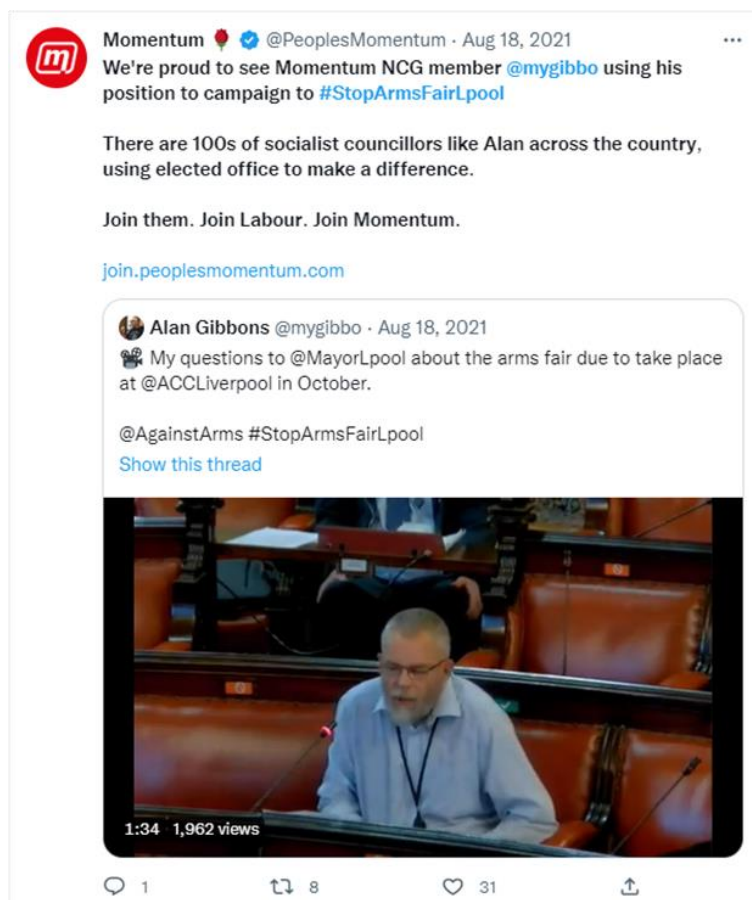 Momentum 🌹 @PeoplesMomentum · Aug 18, 2021
We're proud to see Momentum NCG member @mygibbo using his
position to campaign to #StopArmsFairLpool
There are 100s of socialist councillors like Alan across the country,
using elected office to make a difference.
Join them. Join Labour. Join Momentum.
join.peoplesmomentum.com
Alan Gibbons @mygibbo · Aug 18, 2021
🎥 My questions to @MayorLpool about the arms fair due to take place
at @ACCLiverpool in October.
@AgainstArms #StopArmsFairLpool
Show this thread
1:34 1,962 views
1 8 31